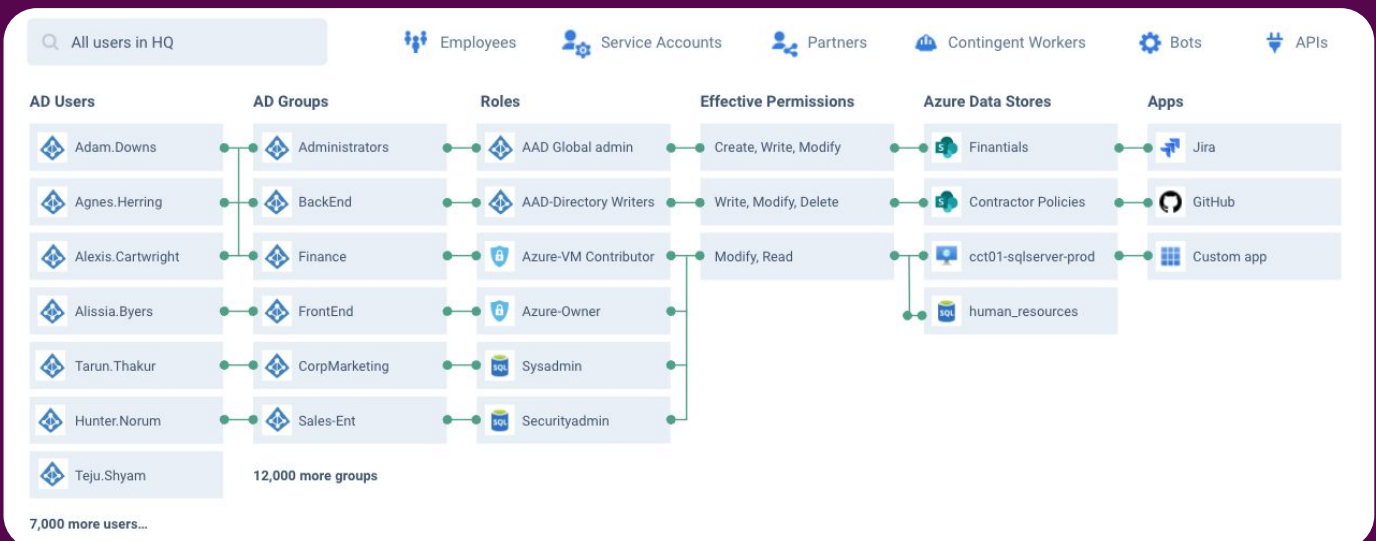 All users in HQ
Employees
Service Accounts
Partners
Contingent Workers
Bots
APIs
AD Users
AD Groups
Roles
Effective Permissions
Azure Data Stores
Apps
Adam.Downs
Administrators
AAD Global admin
Create, Write, Modify
Finantials
Jira
Agnes.Herring
BackEnd
AAD-Directory Writers
Write, Modify, Delete
Contractor Policies
GitHub
Alexis.Cartwright
Finance
Azure-VM Contributor
Modify, Read
cct01-sqlserver-prod
Custom app
Alissia.Byers
FrontEnd
Azure-Owner
SQL
human_resources
Tarun.Thakur
CorpMarketing
SQL
Sysadmin
Hunter.Norum
Sales-Ent
SQL
Securityadmin
Teju.Shyam
12,000 more groups
7,000 more users...